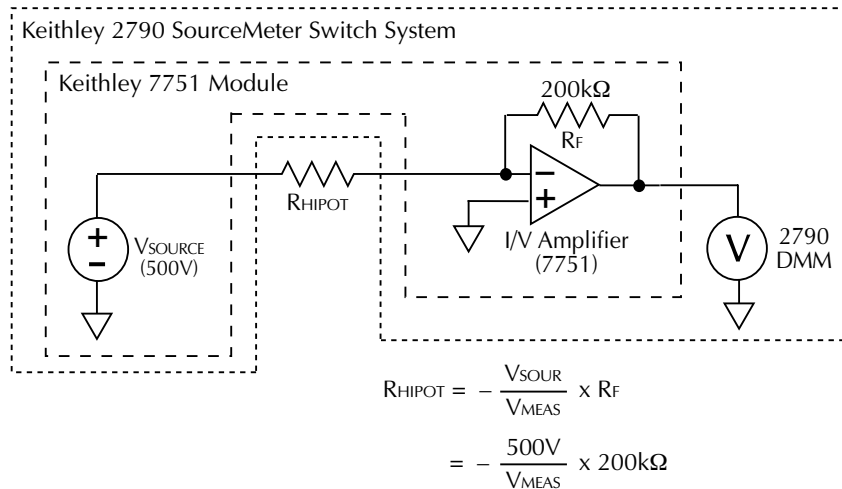 Keithley 2790 SourceMeter Switch System
Keithley 7751 Module
200kΩ
RF
RHIPOT
+
−
VSOURCE
(500V)
−
+
I/V Amplifier
(7751)
V
2790
DMM
RHIPOT = − VSOUR / VMEAS x RF
= − 500V / VMEAS x 200kΩ